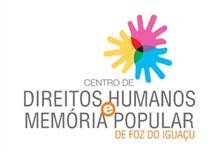 CENTRO DE
DIREITOS HUMANOS
e
MEMÓRIA POPULAR
DE FOZ DO IGUAÇU